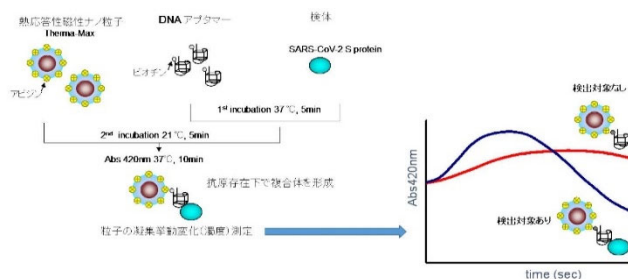 熱応答性磁性ナノ粒子
Therma-Max
DNA アプタマー
検体
SARS-CoV-2 S protein
ビオチン
アビジン
1st incubation 37 ℃, 5min
2nd incubation 21 ℃, 5min
Abs 420nm 37℃, 10min
抗原存在下で複合体を形成
粒子の凝集挙動変化(濁度)測定
検出対象なし
Abs420nm
検出対象あり
time (sec)